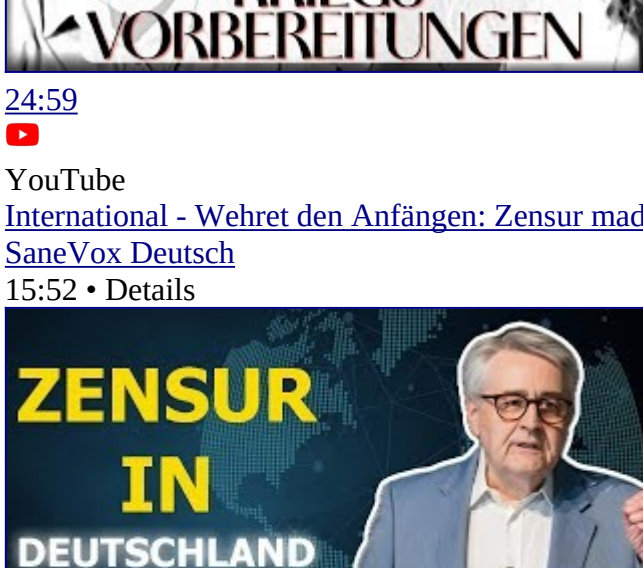 VORBEREITUNGEN
24:59
YouTube
International - Wehret den Anfängen: Zensur mad
SaneVox Deutsch
15:52 • Details
ZENSUR
IN
DEUTSCHLAND